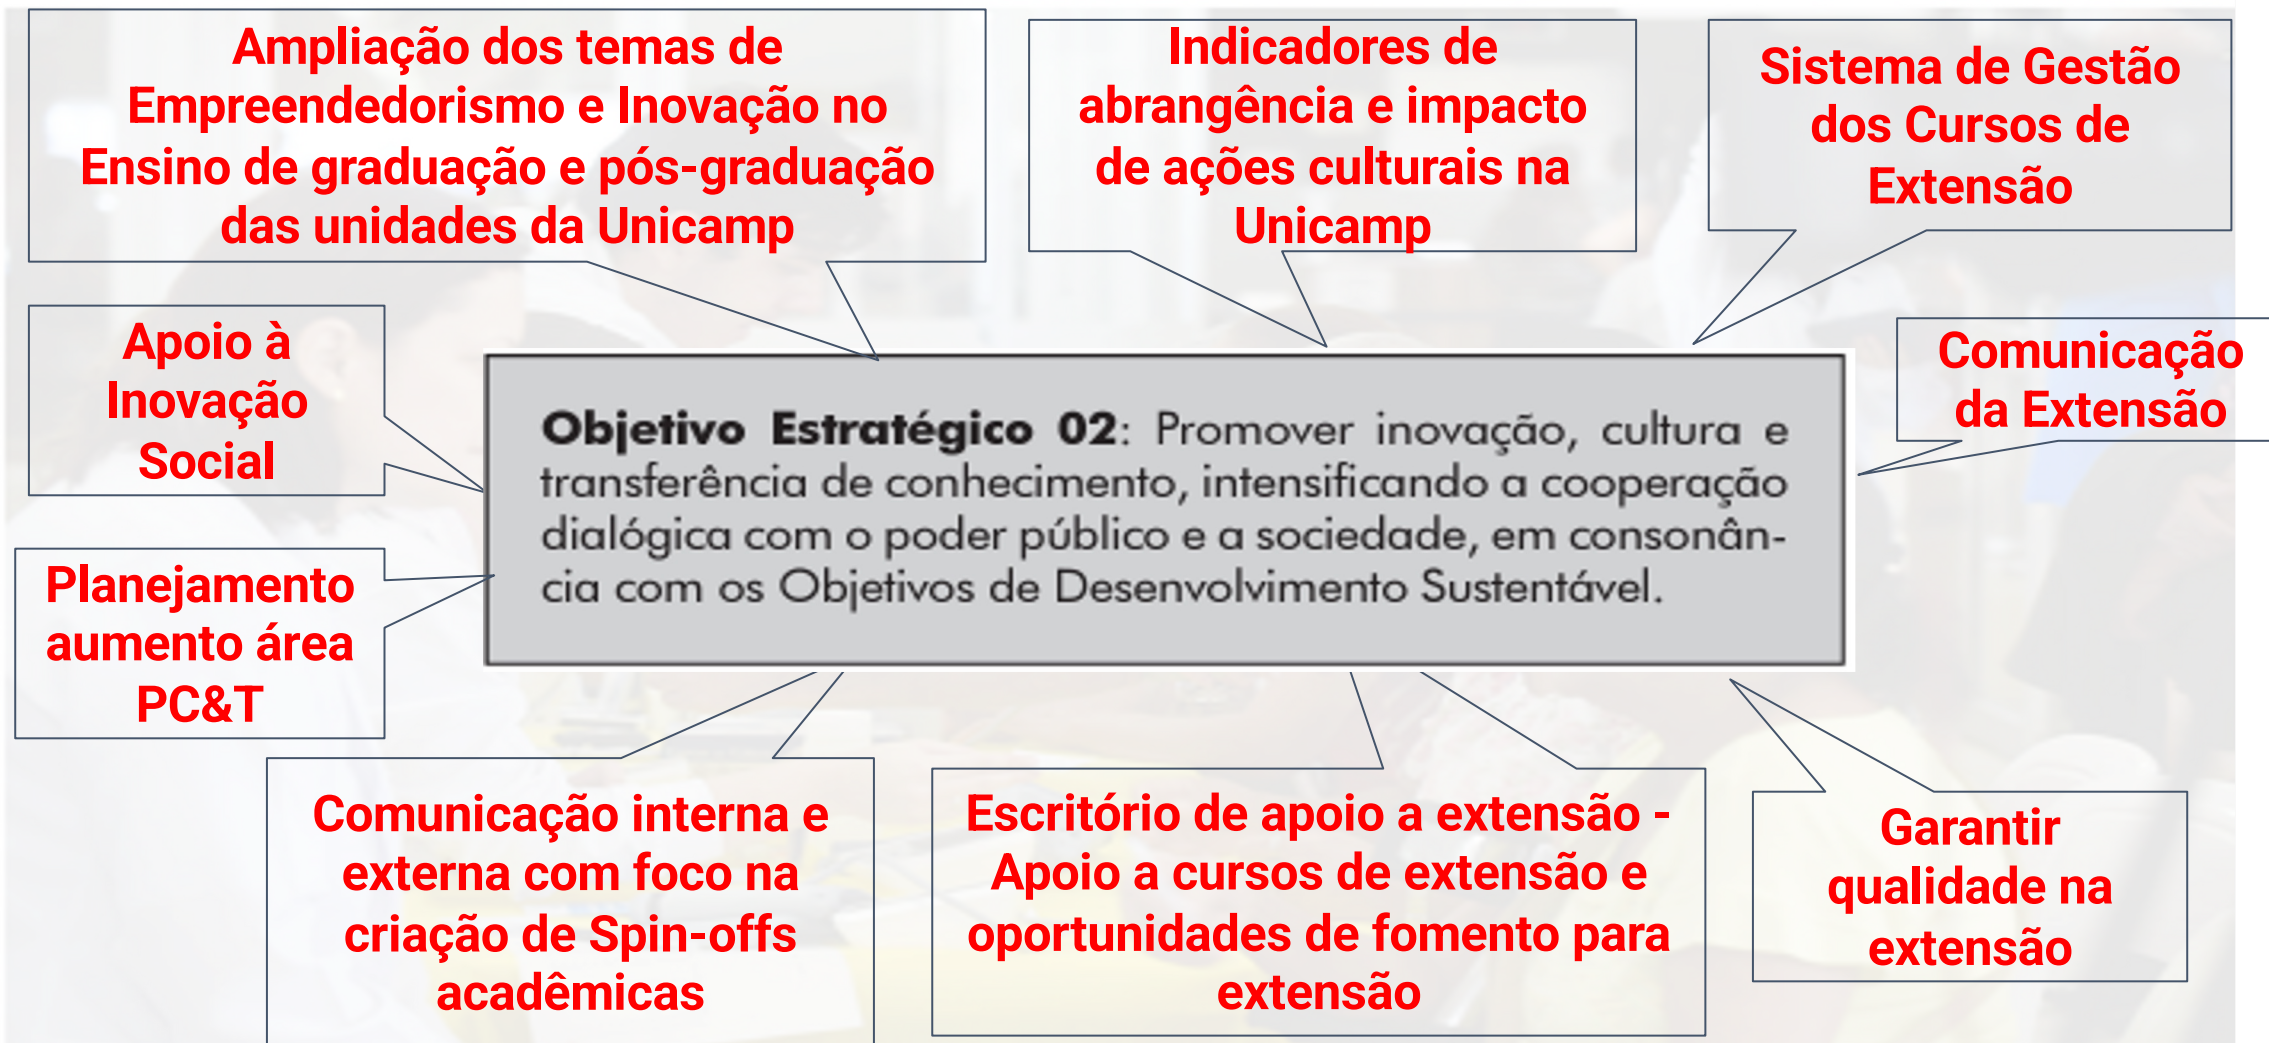 Ampliação dos temas de
Empreendedorismo e Inovação no
Ensino de graduação e pós-graduação
das unidades da Unicamp
Indicadores de
abrangência e impacto
de ações culturais na
Unicamp
Sistema de Gestão
dos Cursos de
Extensão
Apoio à
Inovação
Social
Comunicação
da Extensão
Objetivo Estratégico 02: Promover inovação, cultura e
transferência de conhecimento, intensificando a cooperação
dialógica com o poder público e a sociedade, em consonân-
cia com os Objetivos de Desenvolvimento Sustentável.
Planejamento
aumento área
PC&T
Comunicação interna e
externa com foco na
criação de Spin-offs
acadêmicas
Escritório de apoio a extensão -
Apoio a cursos de extensão e
oportunidades de fomento para
extensão
Garantir
qualidade na
extensão